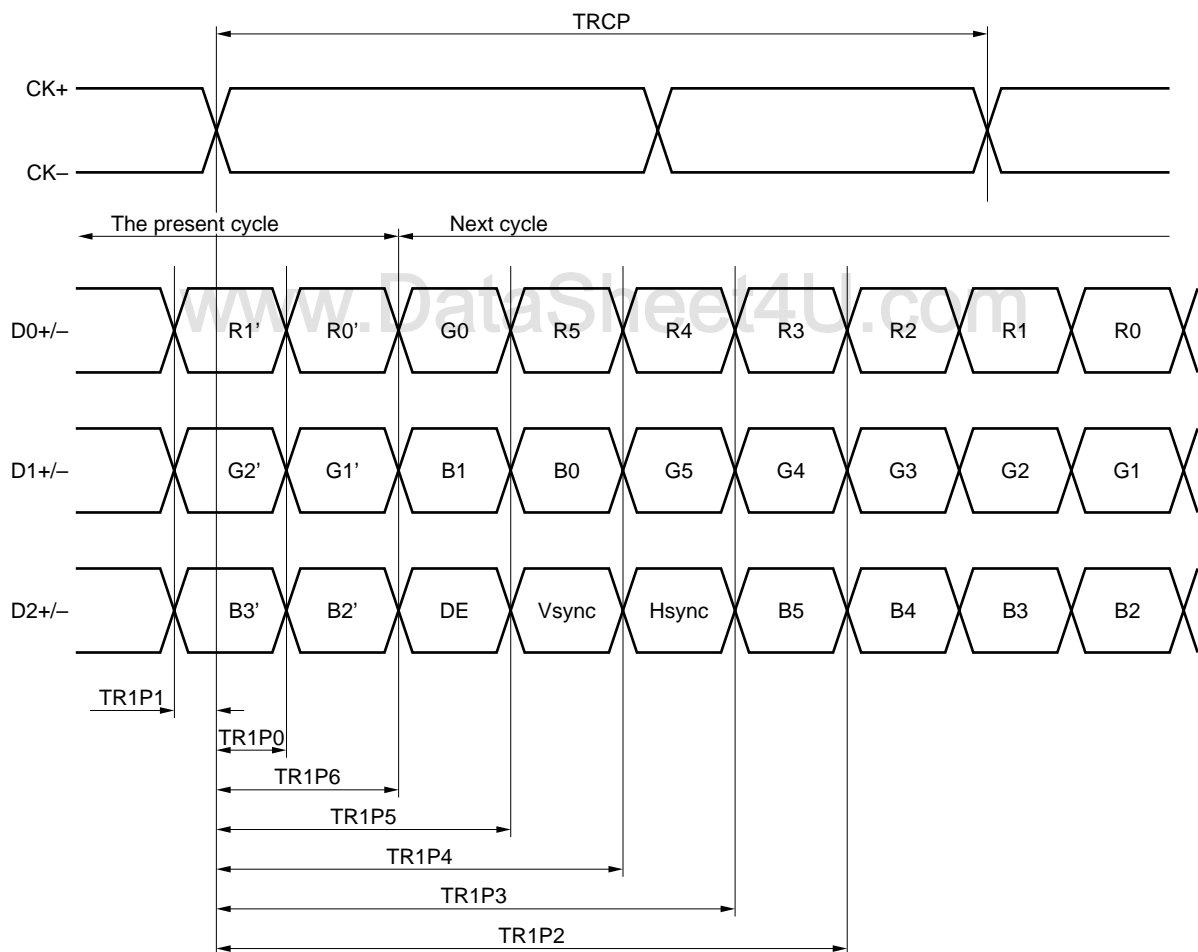 TRCP
CK+
CK–
The present cycle Next cycle
www.DataSheet4U.com
D0+/– R1' R0' G0 R5 R4 R3 R2 R1 R0
D1+/– G2' G1' B1 B0 G5 G4 G3 G2 G1
D2+/– B3' B2' DE Vsync Hsync B5 B4 B3 B2
TR1P1
TR1P0
TR1P6
TR1P5
TR1P4
TR1P3
TR1P2